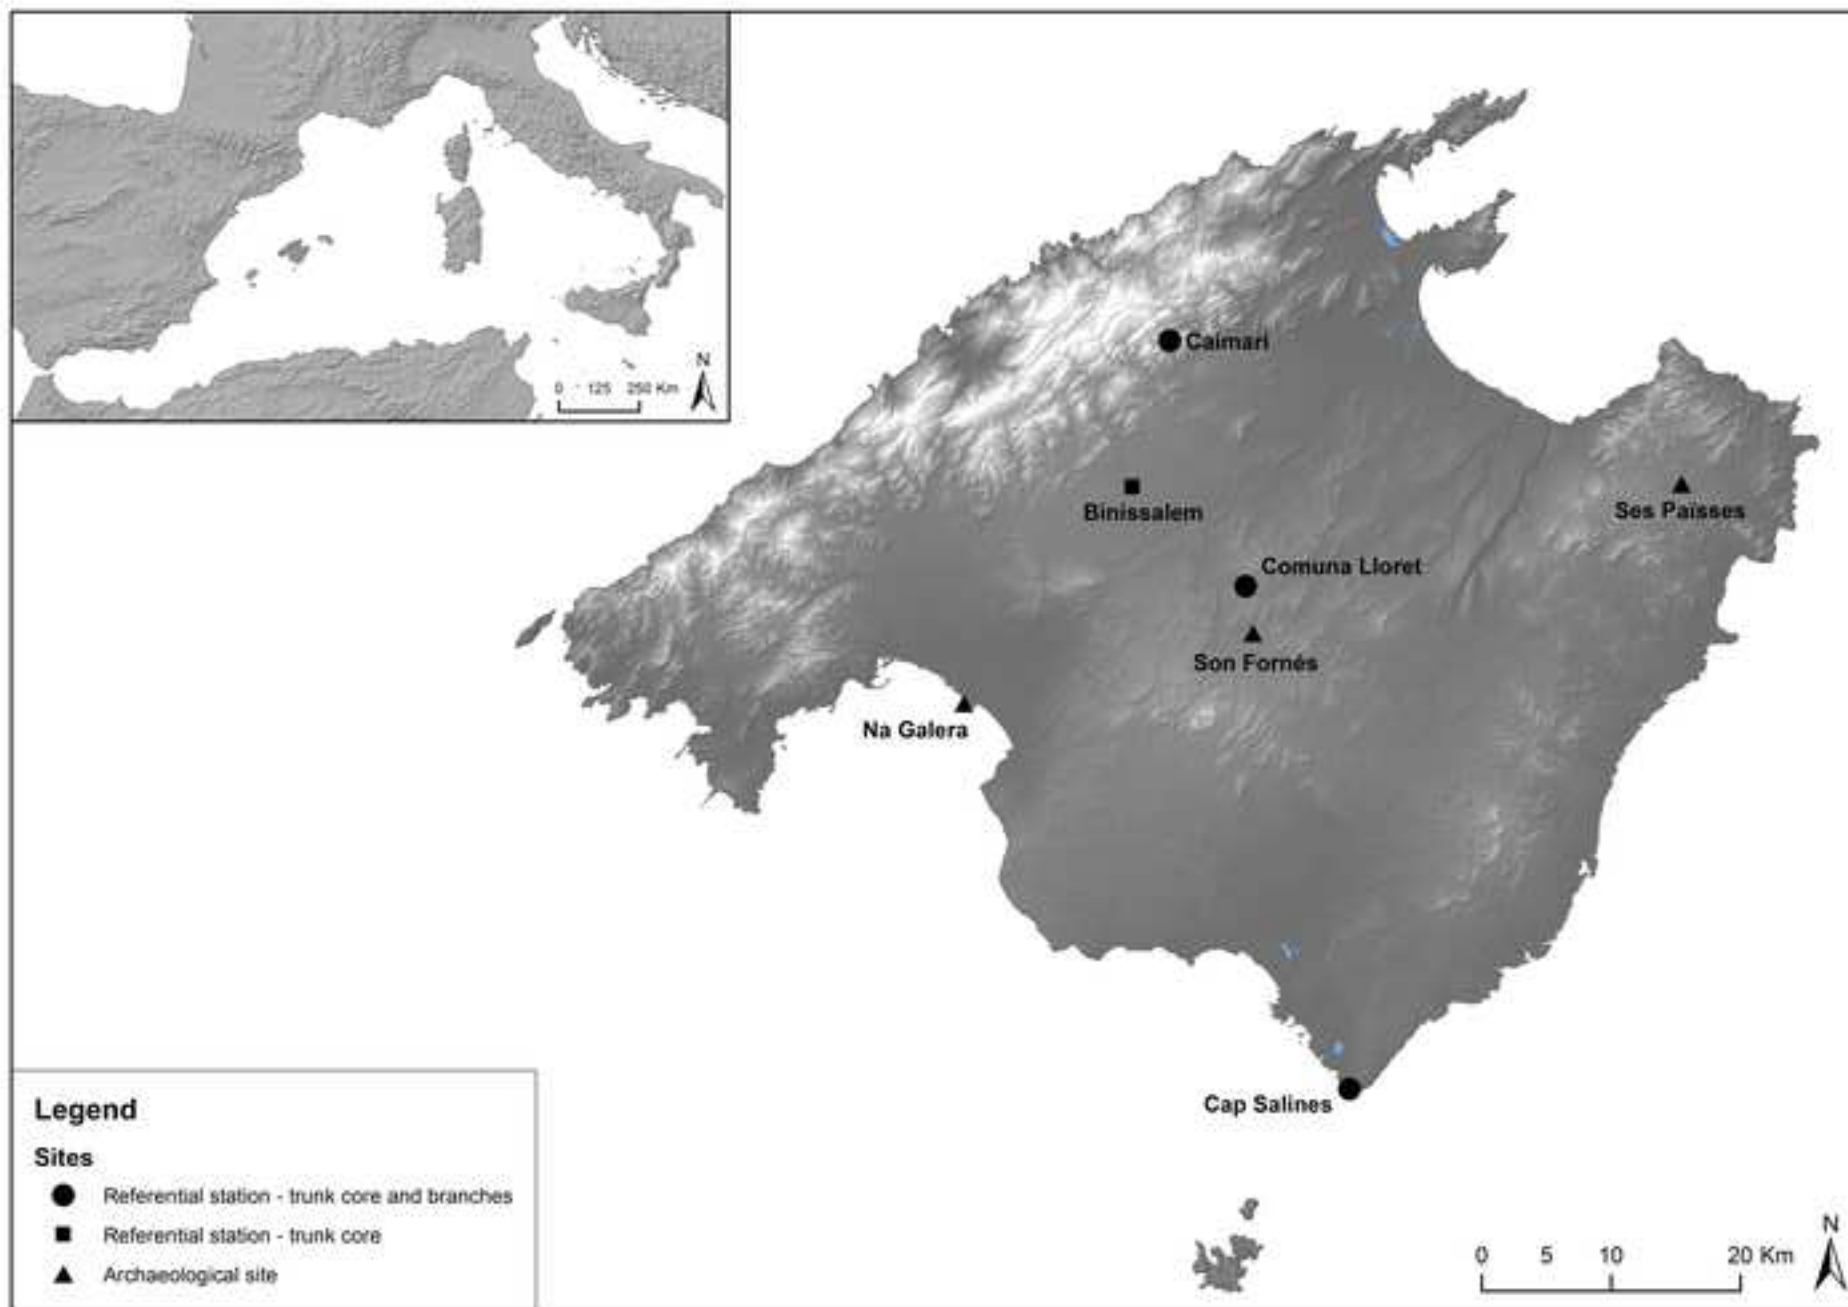 N
0 125 250 Km
Caimari
Binissalem
Ses Païsses
Comuna Lloret
Son Fornés
Na Galera
Cap Salines
Legend
Sites
Referential station - trunk core and branches
Referential station - trunk core
Archaeological site
N
0 5 10 20 Km